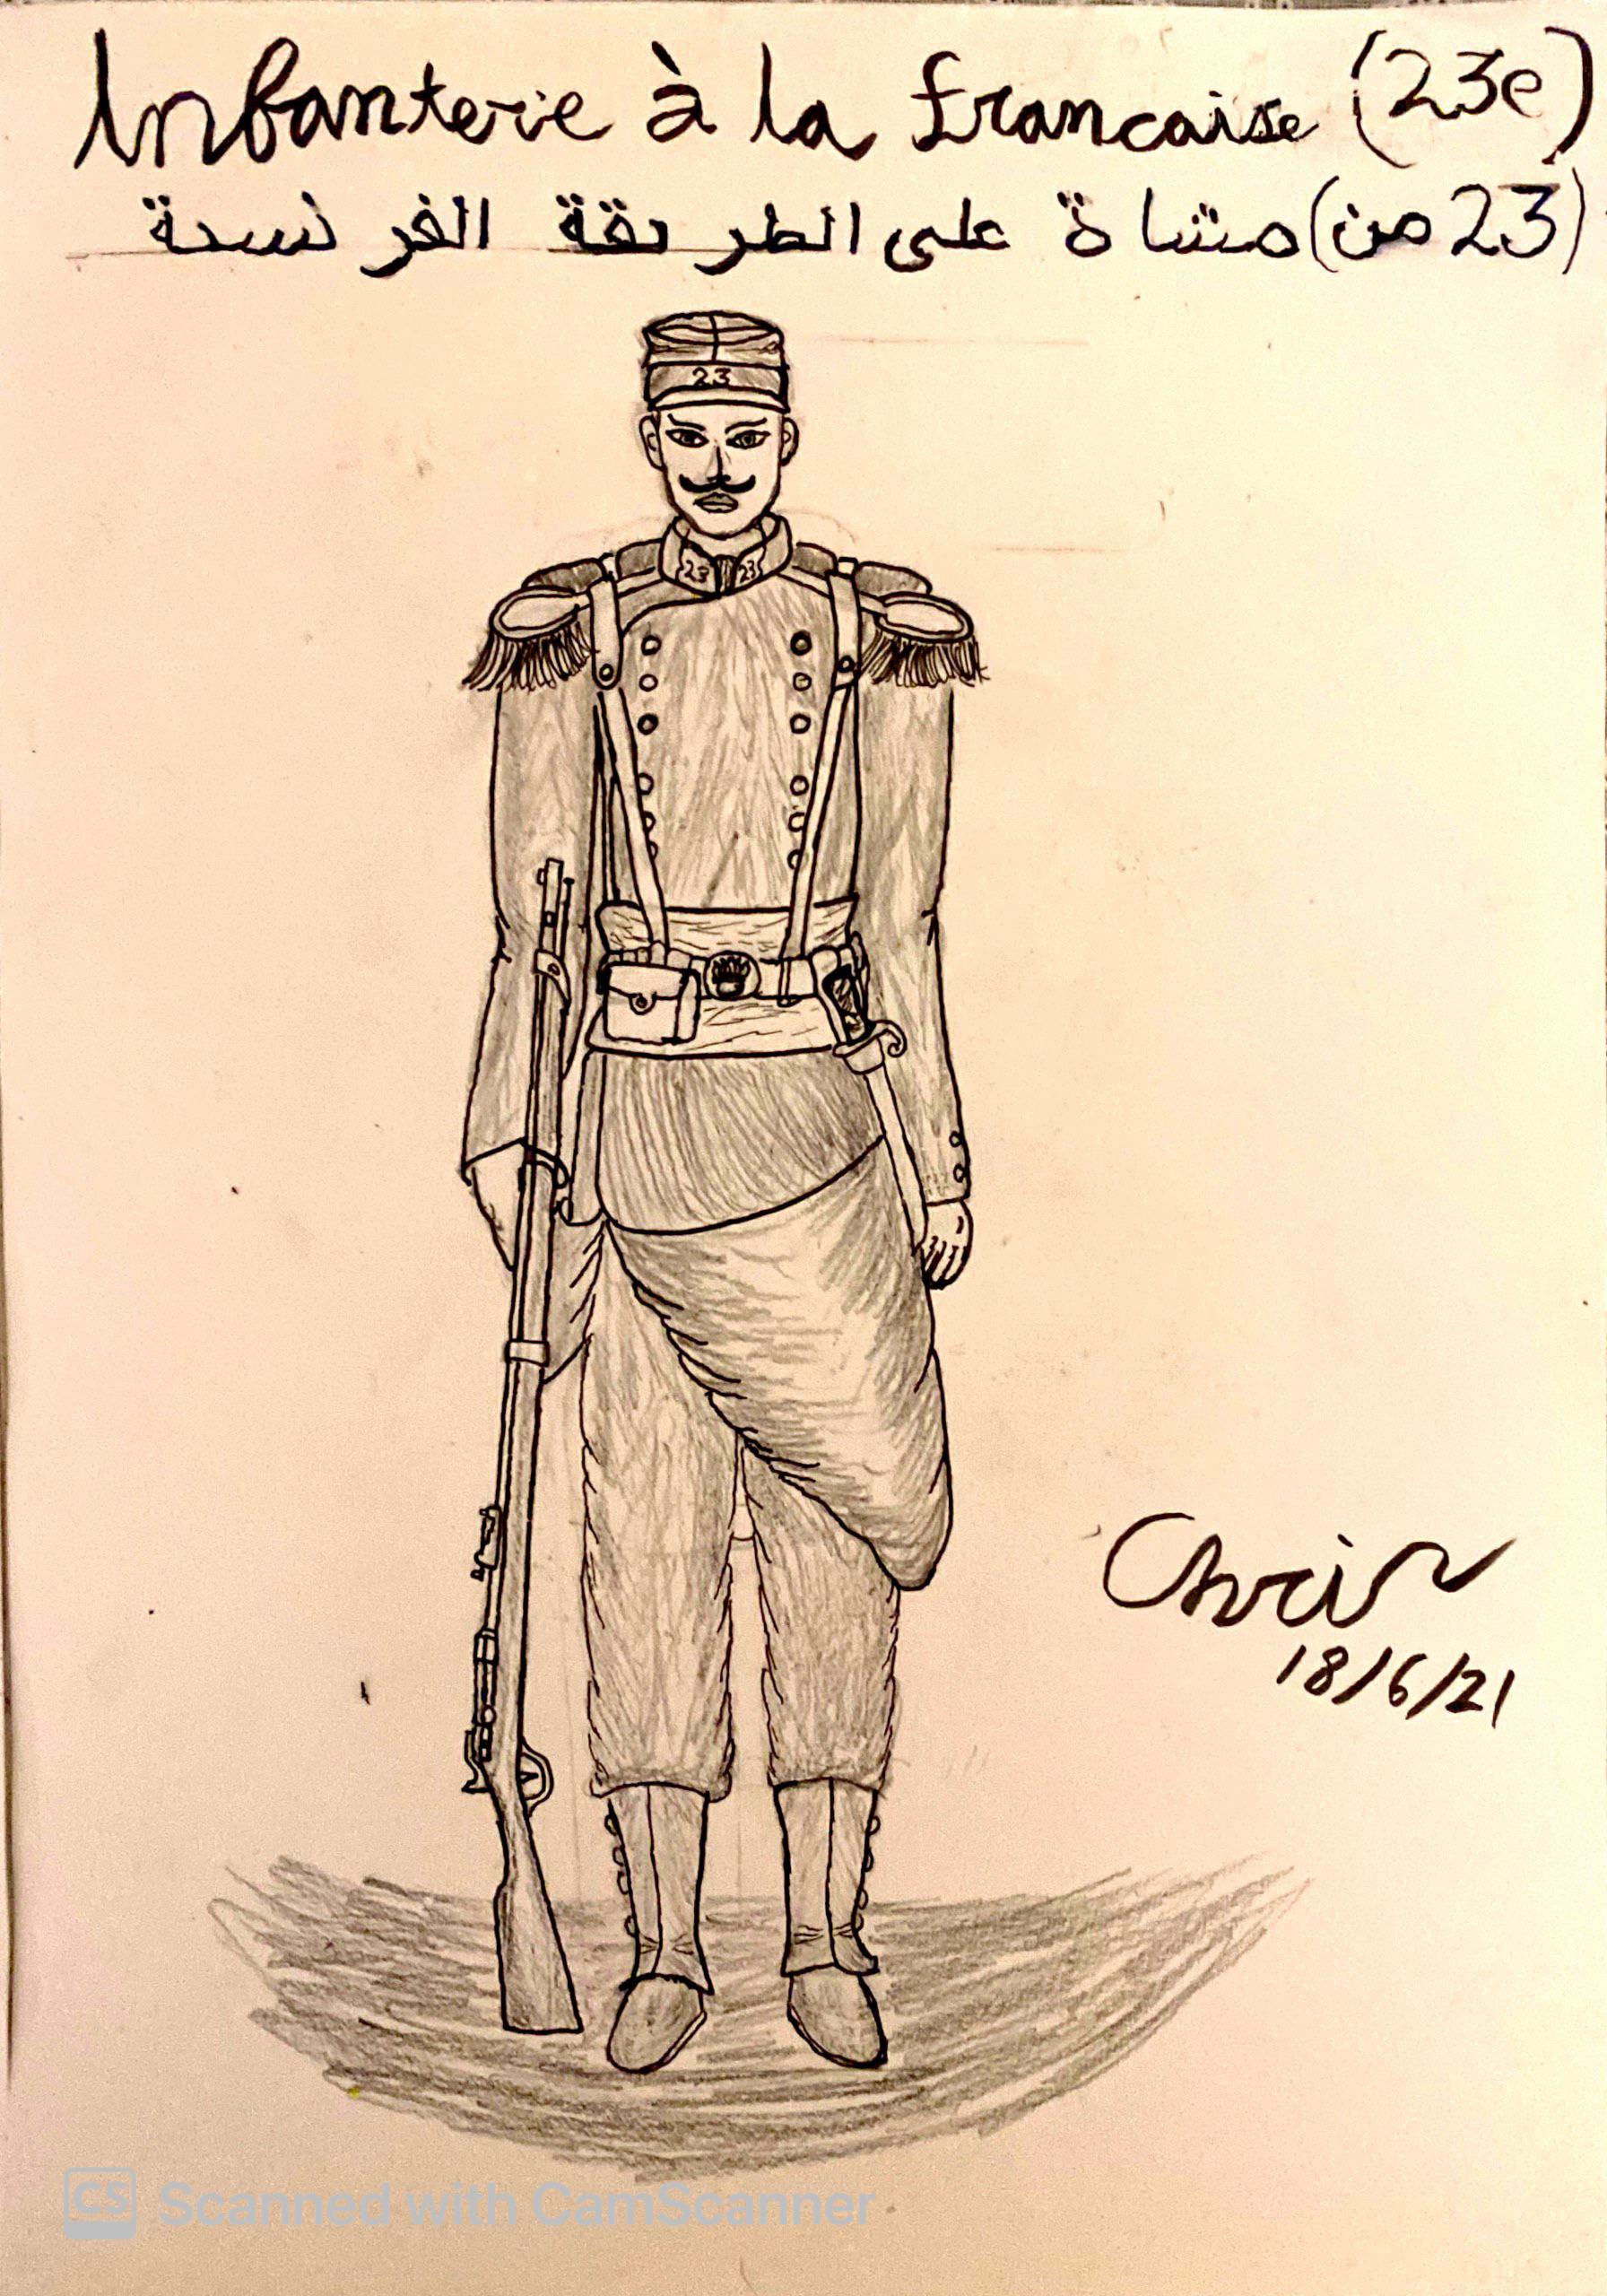 Infanterie à la francaise (23e)
(23 من) مشاة على الطريقة الفرنسية
23
23 23
Chris
18/6/21
CS Scanned with CamScanner